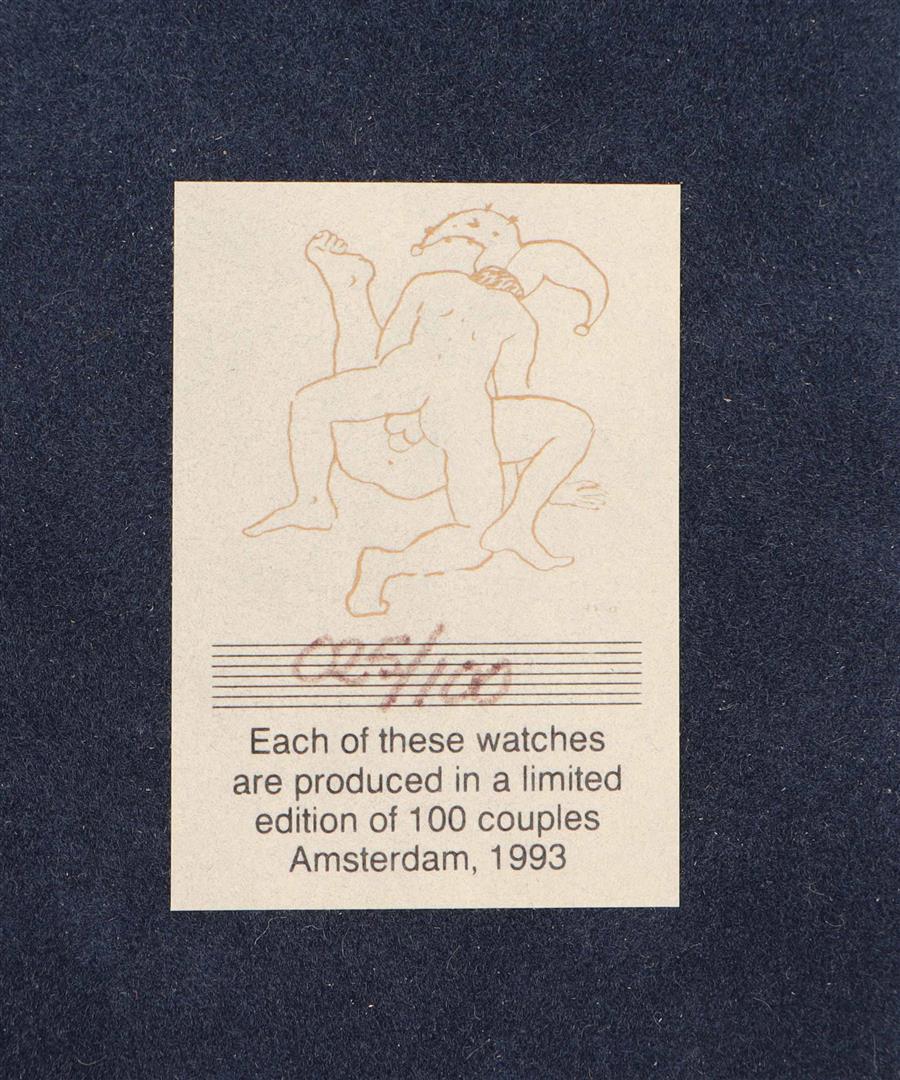 025/100
Each of these watches
are produced in a limited
edition of 100 couples
Amsterdam, 1993